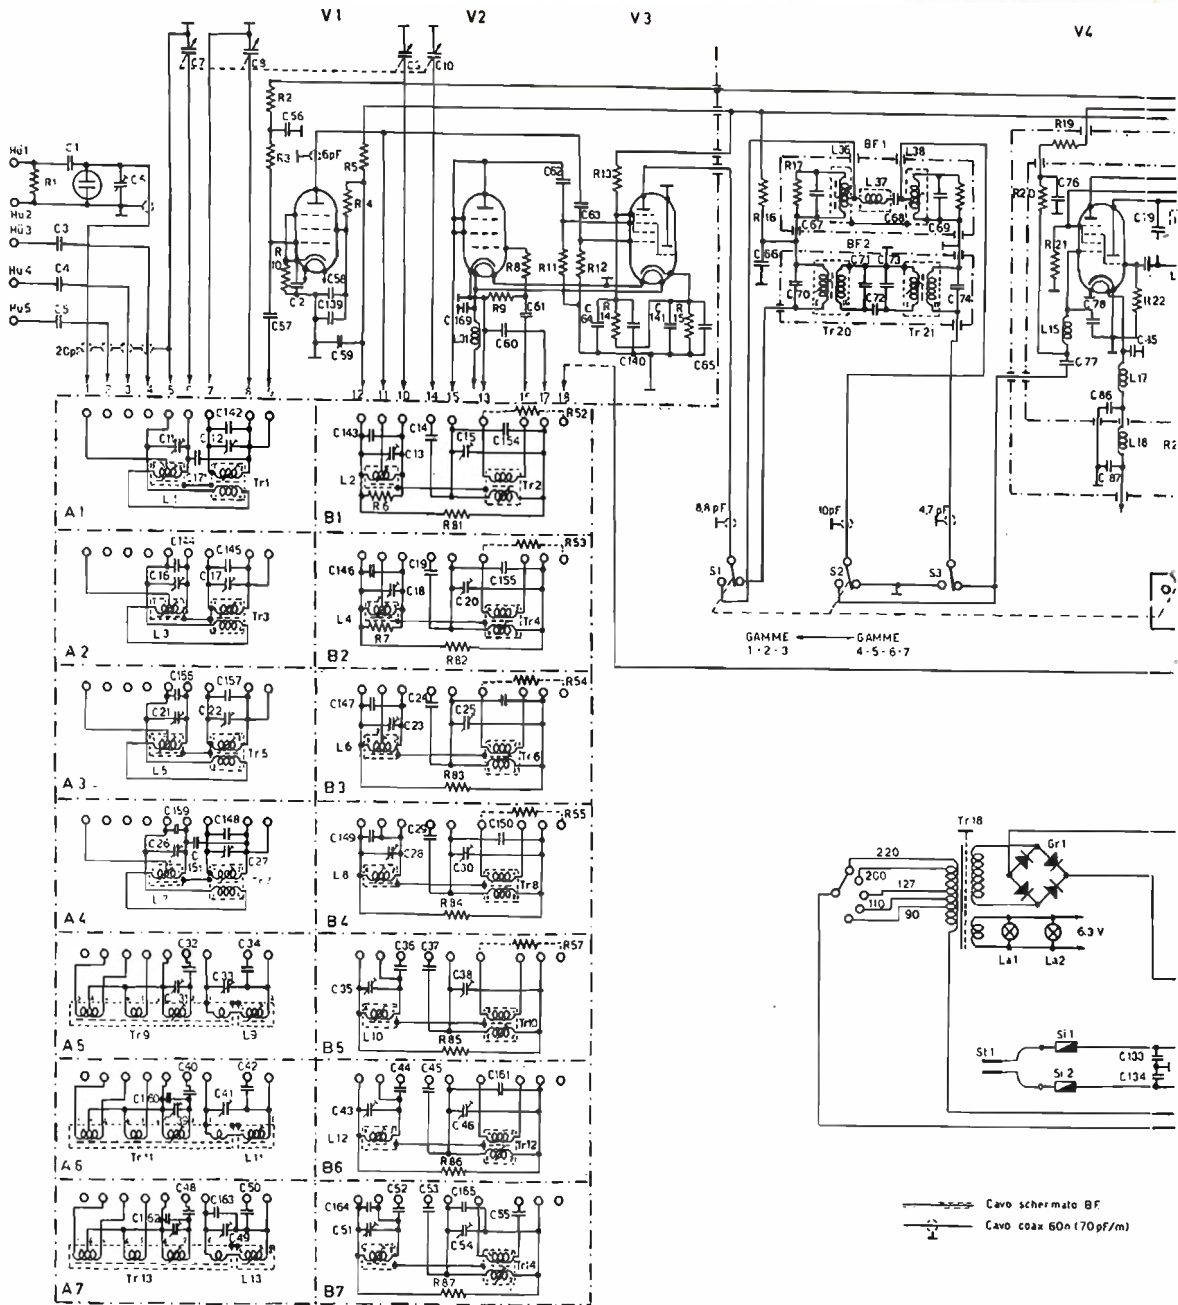 V1
V2
V3
V4
C7
C8
C9
C10
R2
C56
R3
6pF
R5
R4
R10
C2
C58
C139
C59
C57
Hu1
C1
R1
Hu2
Hu3
C3
Hu4
C4
Hu5
C5
C62
C63
R8
R11
R12
R9
C61
C169
L31
C60
R13
C64
R14
C140
C141
R15
C65
R16
C66
L36
BF1
L38
R17
L37
C67
C68
C69
BF2
C71
C73
C70
C72
C74
Tr20
Tr21
R19
R20
C76
R21
C78
L15
C77
R22
L17
C86
L18
C87
1 2 3 4 5 6 7 8 9
12 11 10 14 15 13 16 17 18
C142
C11
C12
L1
Tr1
A1
C143
C14
C15
C154
R52
C13
L2
R6
Tr2
R81
B1
C144
C145
C16
C17
L3
Tr3
A2
C146
C19
C155
R53
C18
C20
L4
R7
Tr4
R82
B2
C157
C21
C22
L5
Tr5
A3
C147
C24
R54
C23
C25
L6
Tr6
R83
B3
C159
C148
C26
C27
C151
A4
C149
C29
C150
R55
C28
C30
L8
Tr8
R84
B4
C32
C34
C33
Tr9
L9
A5
C36
C37
R57
C35
C38
L10
Tr10
R85
B5
C40
C42
C160
C41
Tr11
L11
A6
C44
C45
C161
C43
C46
L12
Tr12
R86
B6
C48
C163
C50
C162
C49
Tr13
L13
A7
C164
C52
C53
C165
C51
C54
C55
Tr14
R87
B7
8,8pF
10pF
4,7pF
S1
S2
S3
GAMME
1-2-3
GAMME
4-5-6-7
Tr18
Gr1
220
200
127
110
90
6.3 V
La1
La2
St1
Si1
Si2
C133
C134
Cavo schermato BF
Cavo coax 60n (70pF/m)